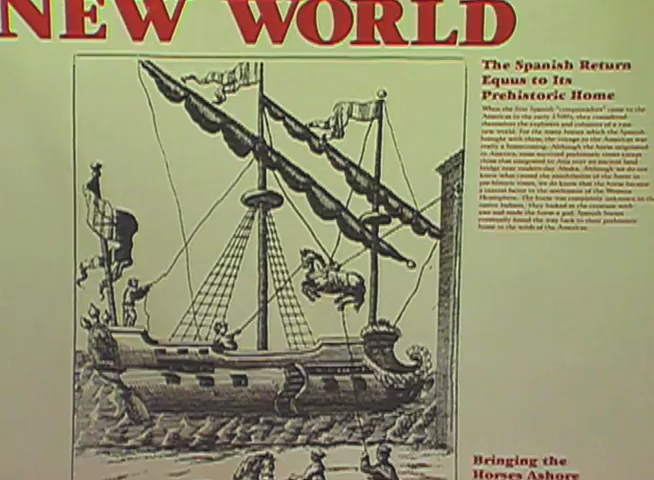 NEW WORLD
The Spanish Return
Equus to Its
Prehistoric Home
When the first Spanish "conquistadors" came to the
Americas in the early 1500's, they considered
themselves the explorers and colonists of a vast
new world. For the many horses which the Spanish
brought with them, the voyage to the Americas was
really a homecoming. Although the horse originated
in America, none survived prehistoric times except
those that emigrated to Asia over an ancient land
bridge near modern-day Alaska. Although we do not
know what caused the annihilation of the horse in
pre-historic times, we do know that the horse became
a central factor in the settlement of the Western
Hemisphere. The horse was completely unknown to the
native Indians. They looked at the creature with
awe and made the horse a god. Spanish horses
eventually found the way back to their prehistoric
home in the wilds of the Americas.
Bringing the
Horses Ashore